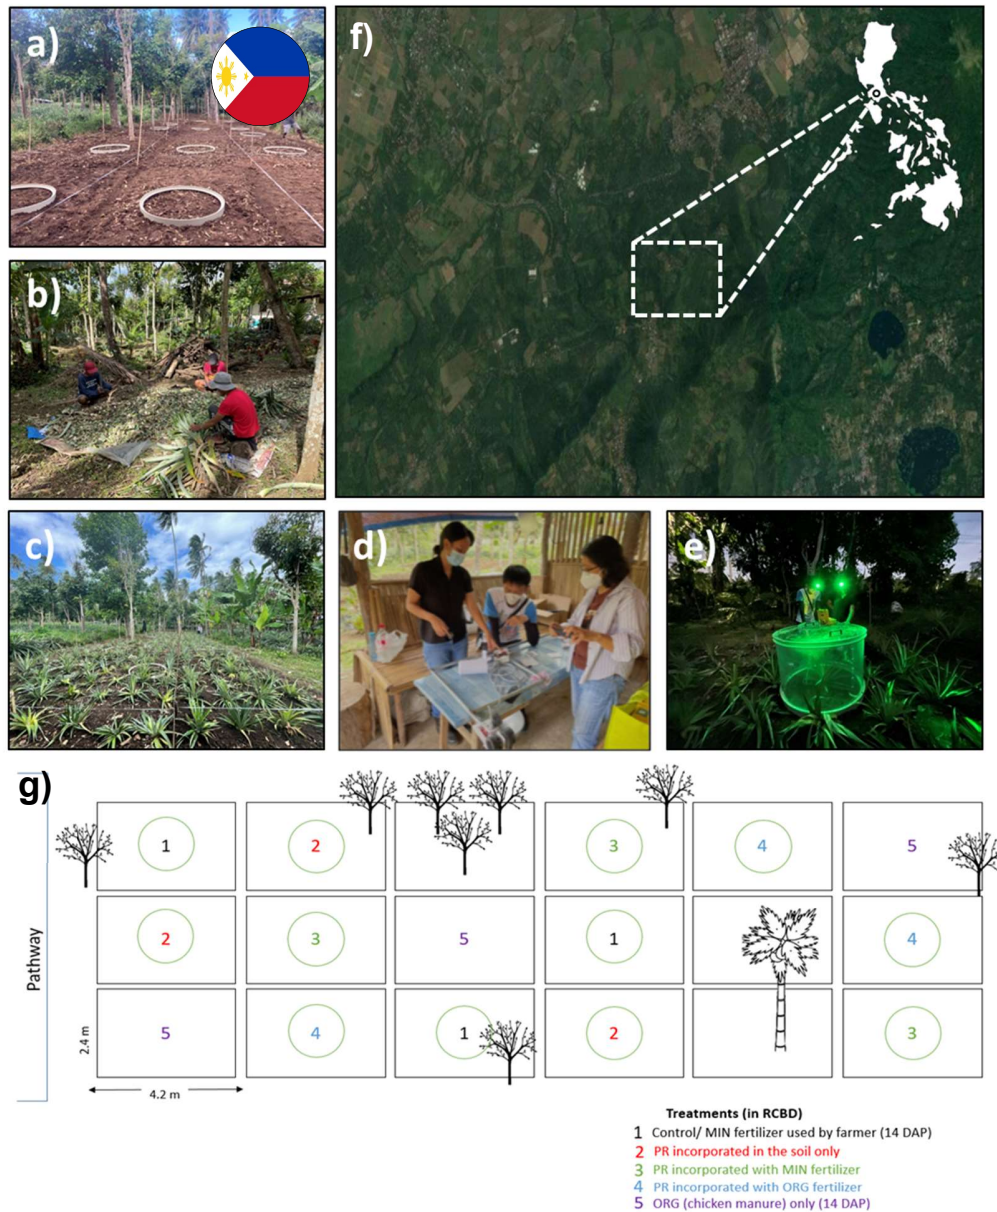 a)
f)
b)
c)
d)
e)
g)
Pathway
1
2
3
4
5
2
3
5
1
4
5
4
1
2
3
2.4 m
4.2 m
Treatments (in RCBD)
1 Control/ MIN fertilizer used by farmer (14 DAP)
2 PR incorporated in the soil only
3 PR incorporated with MIN fertilizer
4 PR incorporated with ORG fertilizer
5 ORG (chicken manure) only (14 DAP)